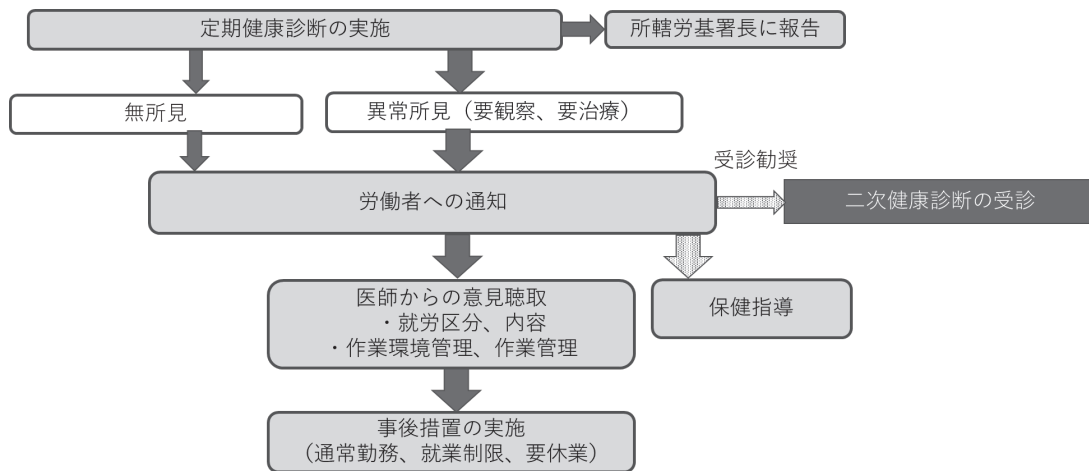 定期健康診断の実施
所轄労基署長に報告
無所見
異常所見（要観察、要治療）
受診勧奨
労働者への通知
二次健康診断の受診
医師からの意見聴取
・就労区分、内容
・作業環境管理、作業管理
保健指導
事後措置の実施
（通常勤務、就業制限、要休業）